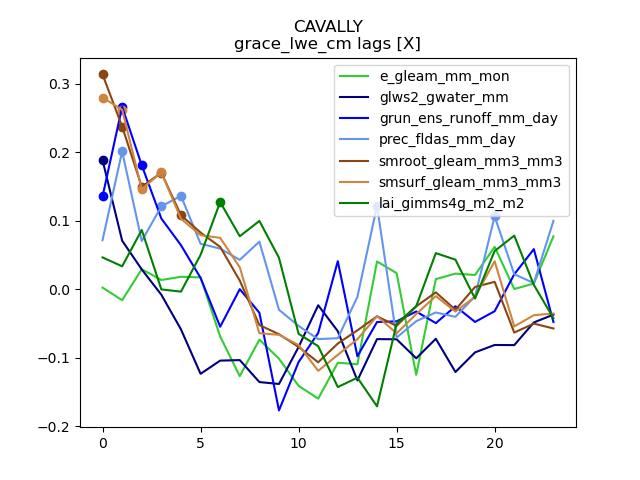 CAVALLY
grace_lwe_cm lags [X]
e_gleam_mm_mon
glws2_gwater_mm
grun_ens_runoff_mm_day
prec_fldas_mm_day
smroot_gleam_mm3_mm3
smsurf_gleam_mm3_mm3
lai_gimms4g_m2_m2
0.3
0.2
0.1
0.0
−0.1
−0.2
0 5 10 15 20